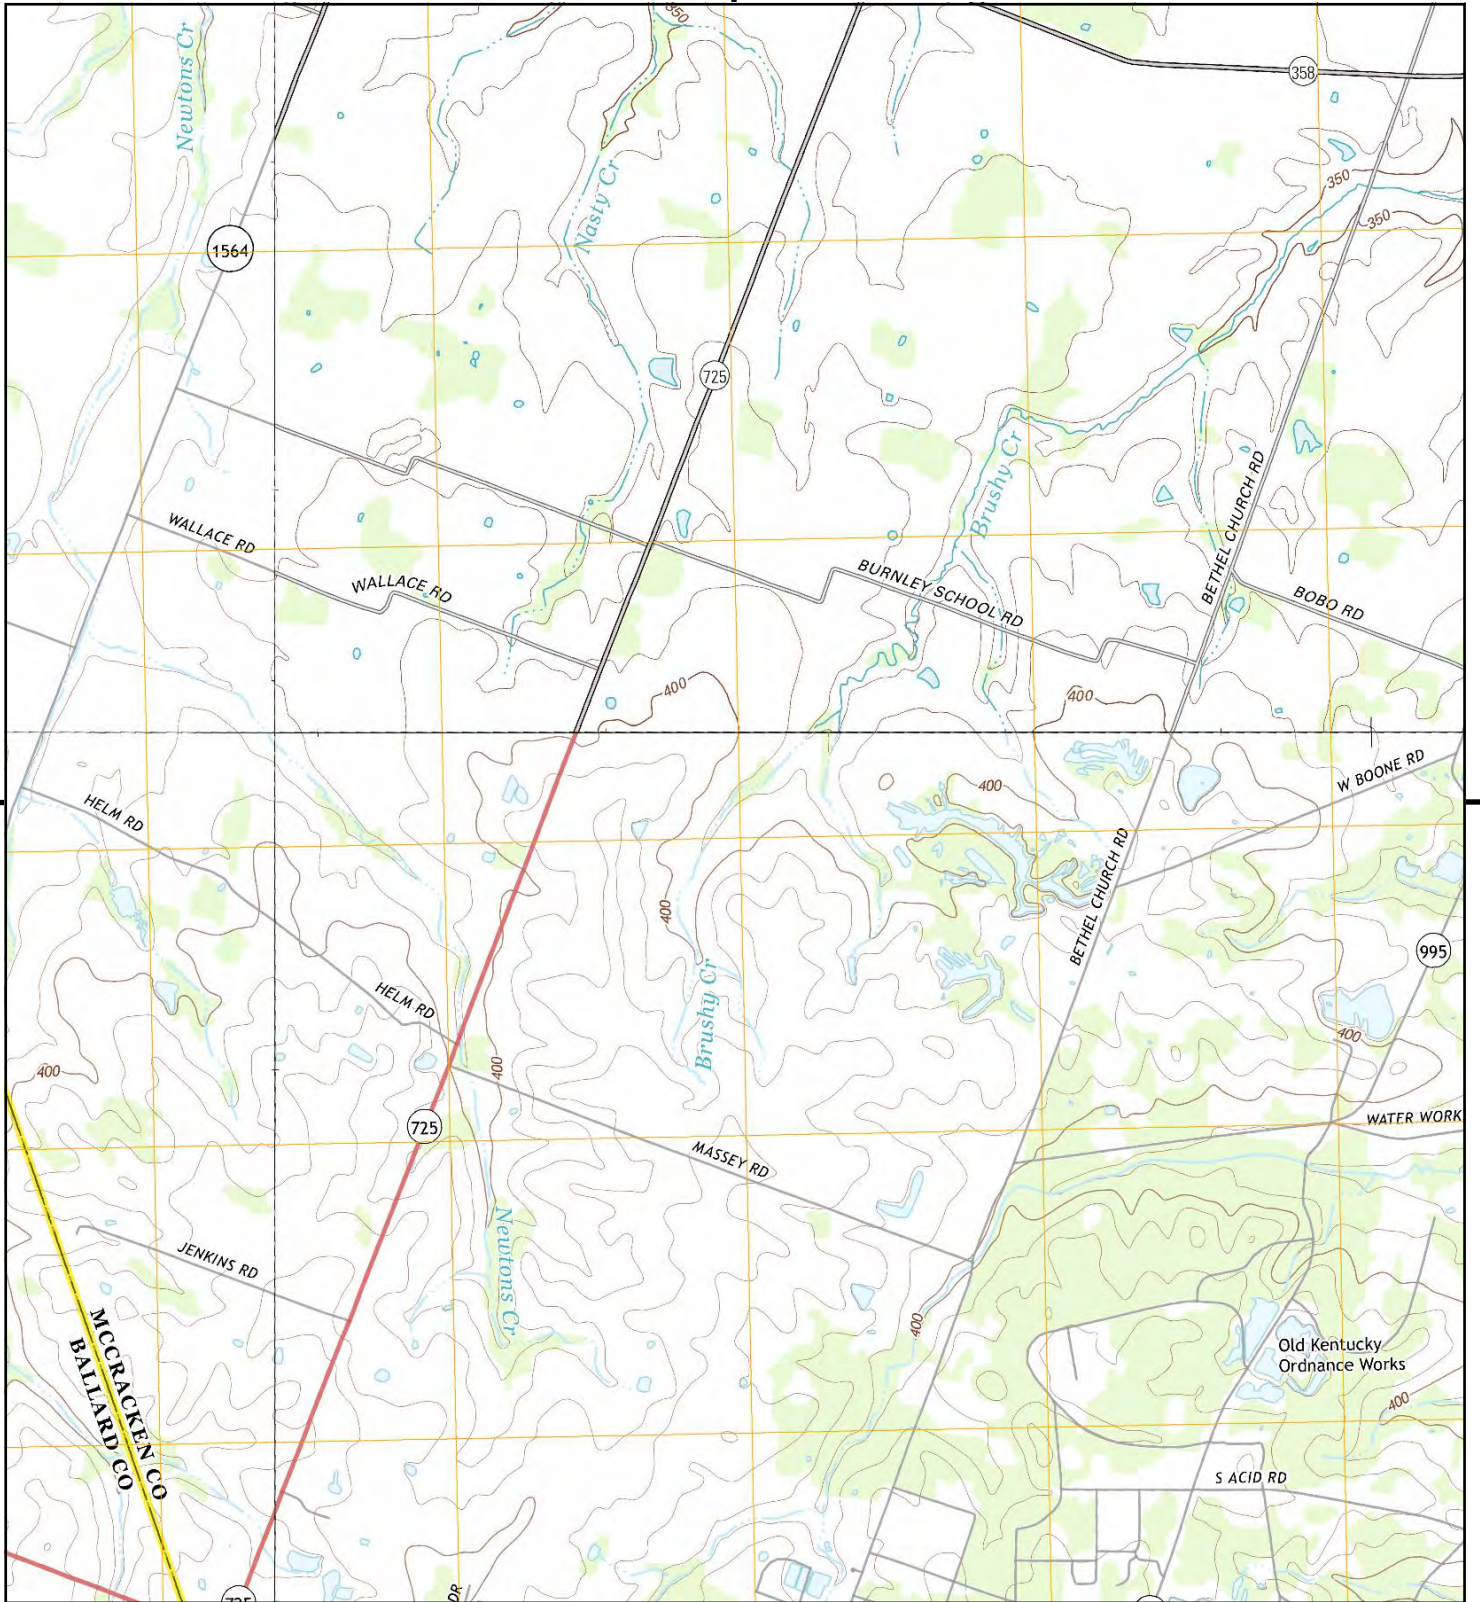 350
Newtons Cr
358
Nasty Cr
350
350
1564
725
Brushy Cr
BETHEL CHURCH RD
WALLACE RD
WALLACE RD
BURNLEY SCHOOL RD
BOBO RD
400
400
W BOONE RD
400
HELM RD
BETHEL CHURCH RD
400
995
HELM RD
Brushy Cr
400
400
400
725
WATER WORK
MASSEY RD
Newtons Cr
JENKINS RD
400
MCCRACKEN CO
BALLARD CO
Old Kentucky
Ordnance Works
400
S ACID RD
725
DR